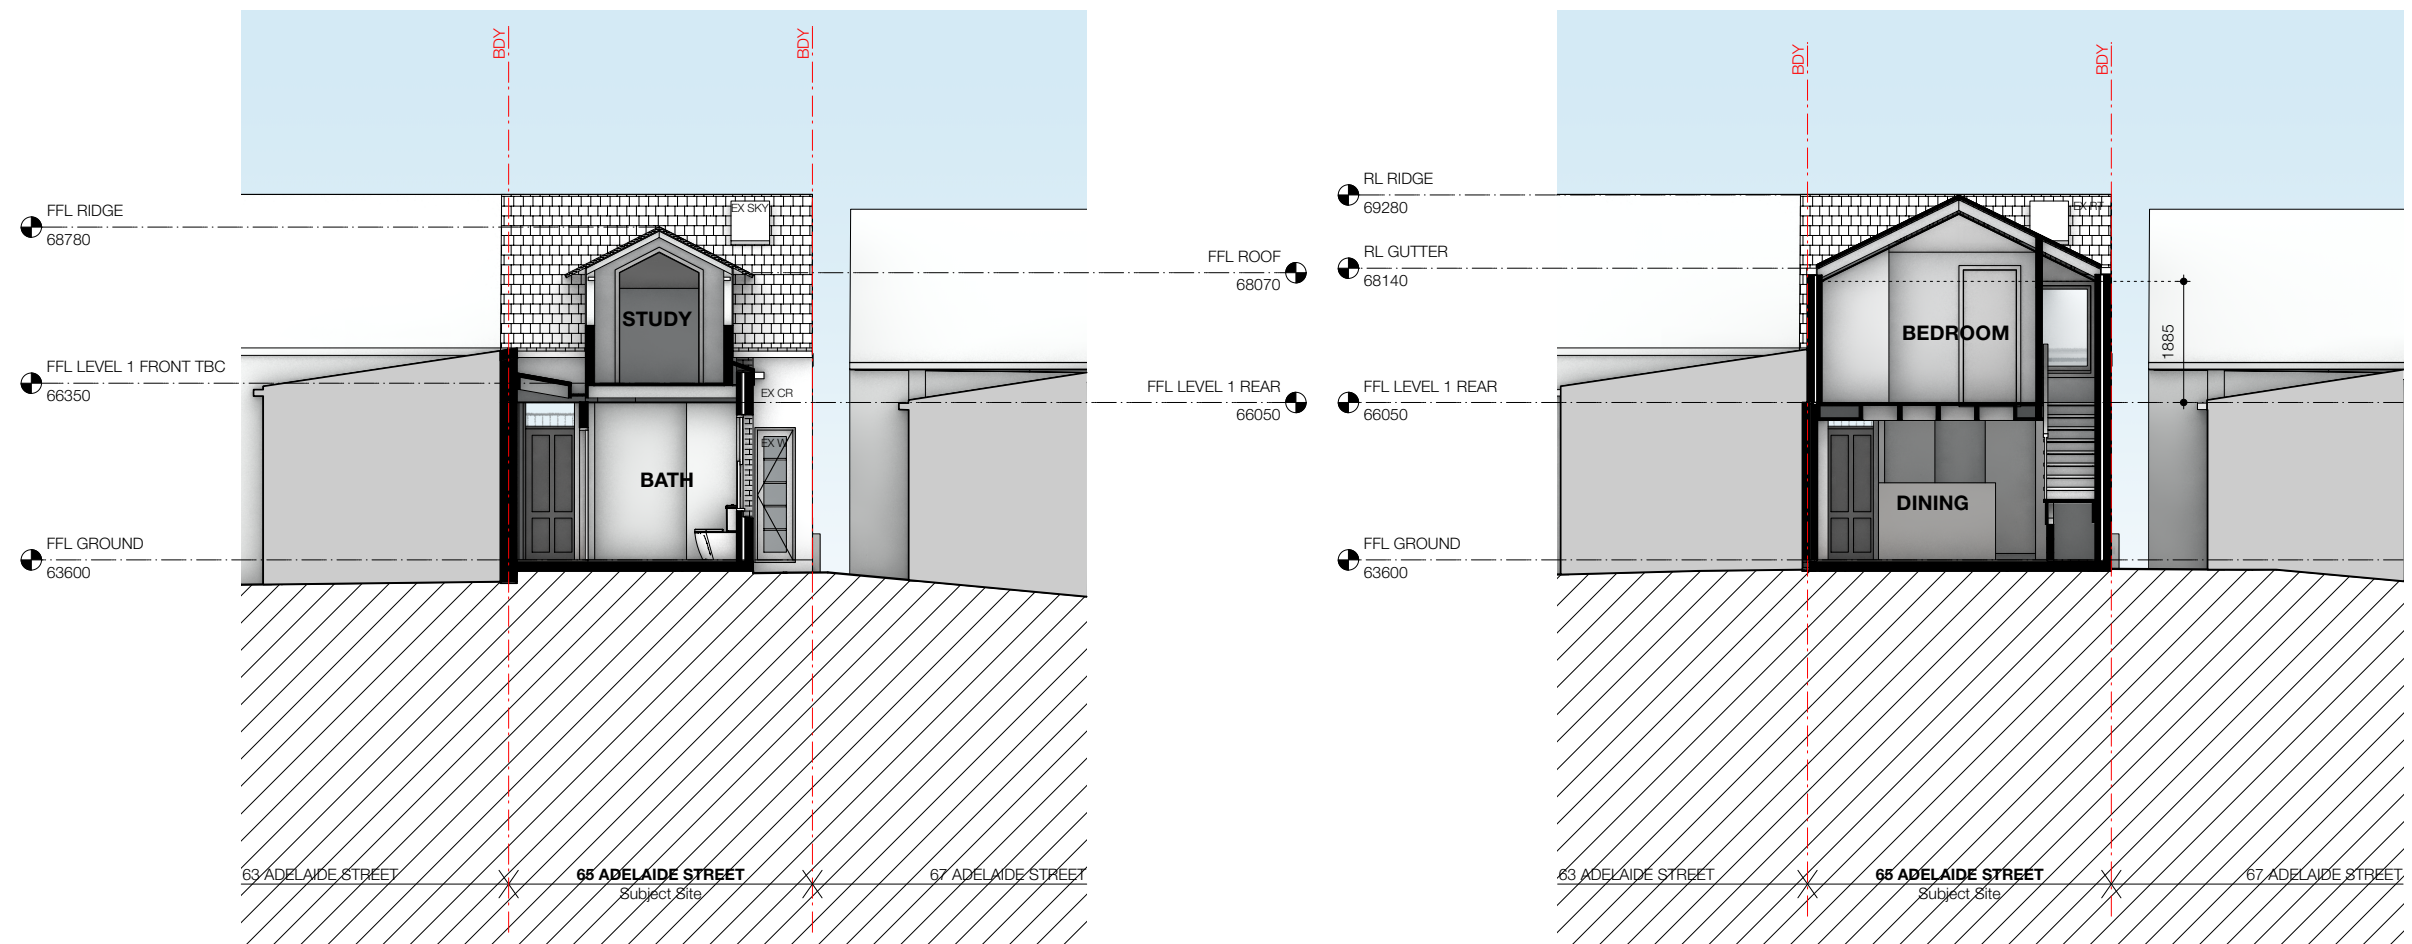 BDY
BDY
FFL RIDGE
68780
EX SKY
FFL ROOF
68070
STUDY
FFL LEVEL 1 FRONT TBC
66350
EX CR
FFL LEVEL 1 REAR
66050
EX W
BATH
FFL GROUND
63600
63 ADELAIDE STREET
65 ADELAIDE STREET
67 ADELAIDE STREET
Subject Site
BDY
BDY
RL RIDGE
69280
RL GUTTER
68140
BEDROOM
1885
FFL LEVEL 1 REAR
66050
DINING
FFL GROUND
63600
63 ADELAIDE STREET
65 ADELAIDE STREET
67 ADELAIDE STREET
Subject Site